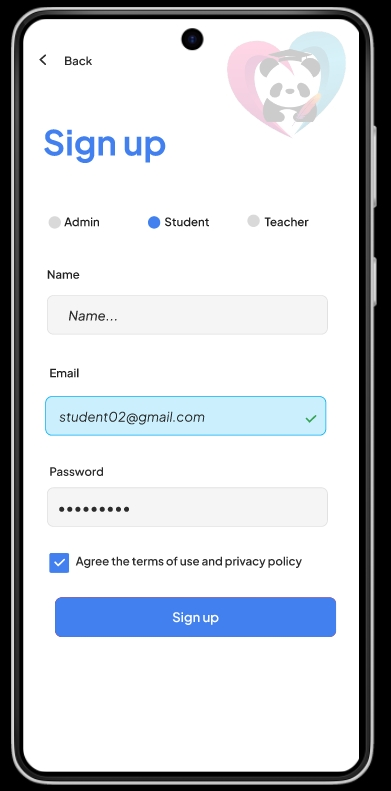 Back
Sign up
Admin Student Teacher
Name
Name...
Email
student02@gmail.com
Password
Agree the terms of use and privacy policy
Sign up